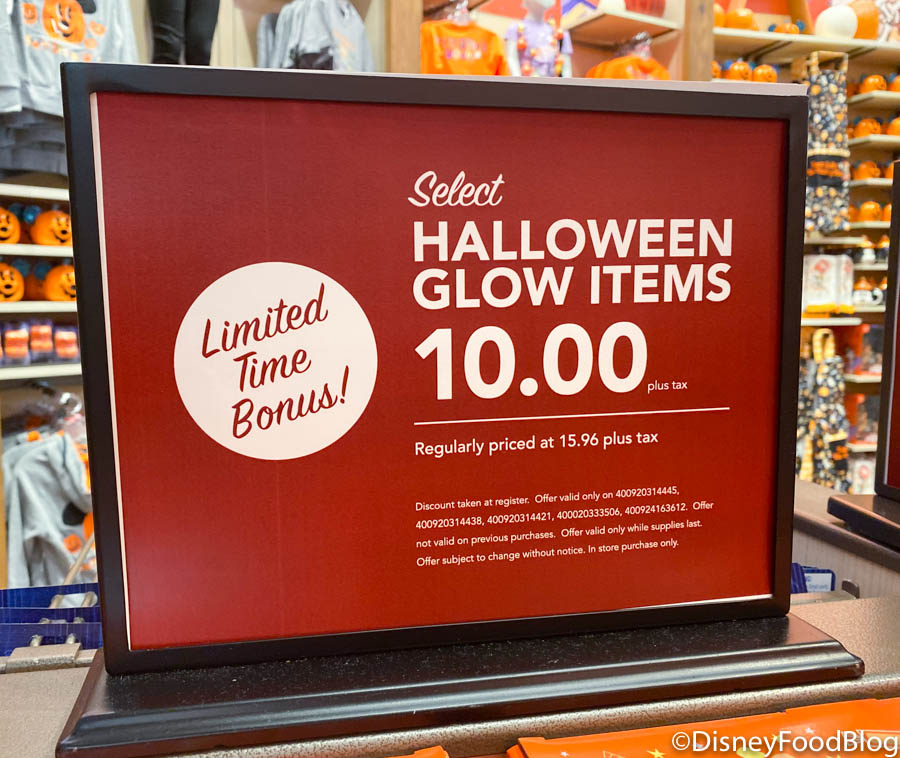 Limited
Time
Bonus!
Select
HALLOWEEN
GLOW ITEMS
10.00 plus tax
Regularly priced at 15.96 plus tax
Discount taken at register. Offer valid only on 400920314445,
400920314438, 400920314421, 400020333506, 400924163612. Offer
not valid on previous purchases. Offer valid only while supplies last.
Offer subject to change without notice. In store purchase only.
©DisneyFoodBlog